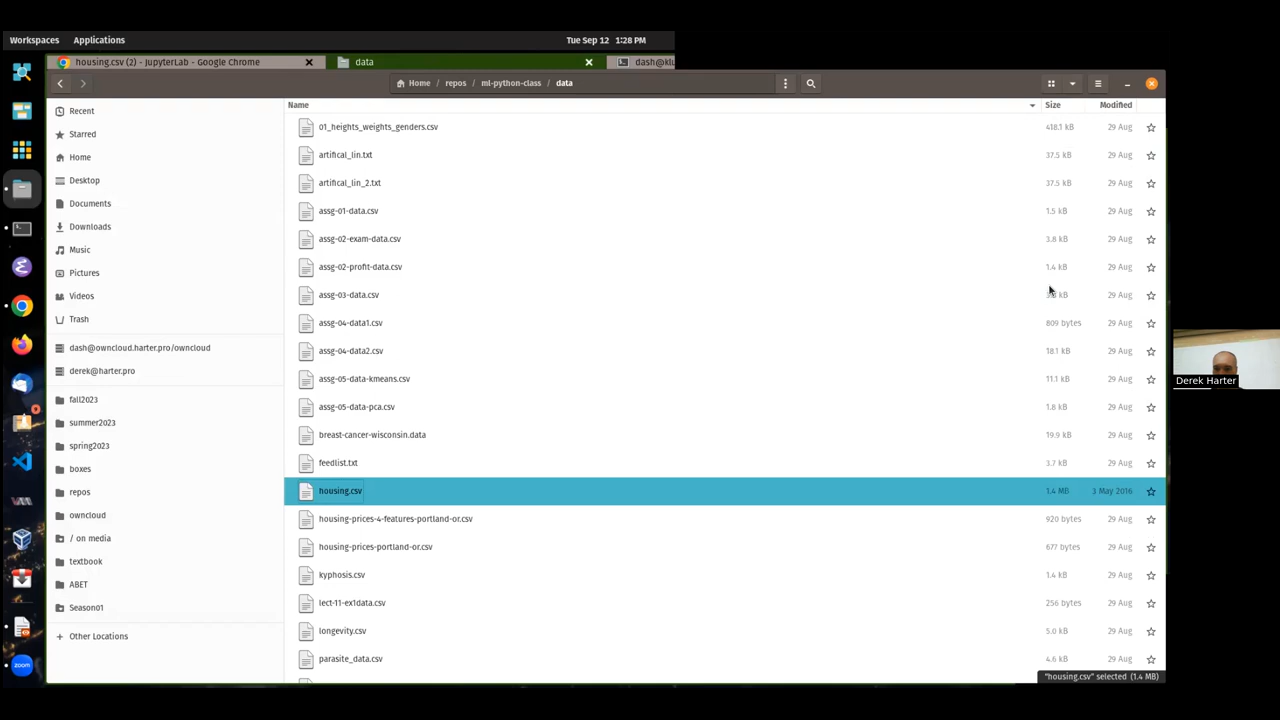 Workspaces Applications Tue Sep 12 1:28 PM
housing.csv (2) - JupyterLab - Google Chrome data
Home / repos / ml-python-class / data
Name Size Modified
Recent
Starred
Home
Desktop
Documents
Downloads
Music
Pictures
Videos
Trash
dash@owncloud.harter.pro/owncloud
derek@harter.pro
fall2023
summer2023
spring2023
boxes
repos
owncloud
/ on media
textbook
ABET
Season01
+ Other Locations
01_heights_weights_genders.csv 418.1 kB 29 Aug
artifical_lin.txt 37.5 kB 29 Aug
artifical_lin_2.txt 37.5 kB 29 Aug
assg-01-data.csv 1.5 kB 29 Aug
assg-02-exam-data.csv 3.8 kB 29 Aug
assg-02-profit-data.csv 1.4 kB 29 Aug
assg-03-data.csv kB 29 Aug
assg-04-data1.csv 809 bytes 29 Aug
assg-04-data2.csv 18.1 kB 29 Aug
assg-05-data-kmeans.csv 11.1 kB 29 Aug
assg-05-data-pca.csv 1.8 kB 29 Aug
breast-cancer-wisconsin.data 19.9 kB 29 Aug
feedlist.txt 3.7 kB 29 Aug
housing.csv 1.4 MB 3 May 2016
housing-prices-4-features-portland-or.csv 920 bytes 29 Aug
housing-prices-portland-or.csv 677 bytes 29 Aug
kyphosis.csv 1.4 kB 29 Aug
lect-11-ex1data.csv 256 bytes 29 Aug
longevity.csv 5.0 kB 29 Aug
parasite_data.csv 4.6 kB 29 Aug
"housing.csv" selected (1.4 MB)
zoom
Derek Harter